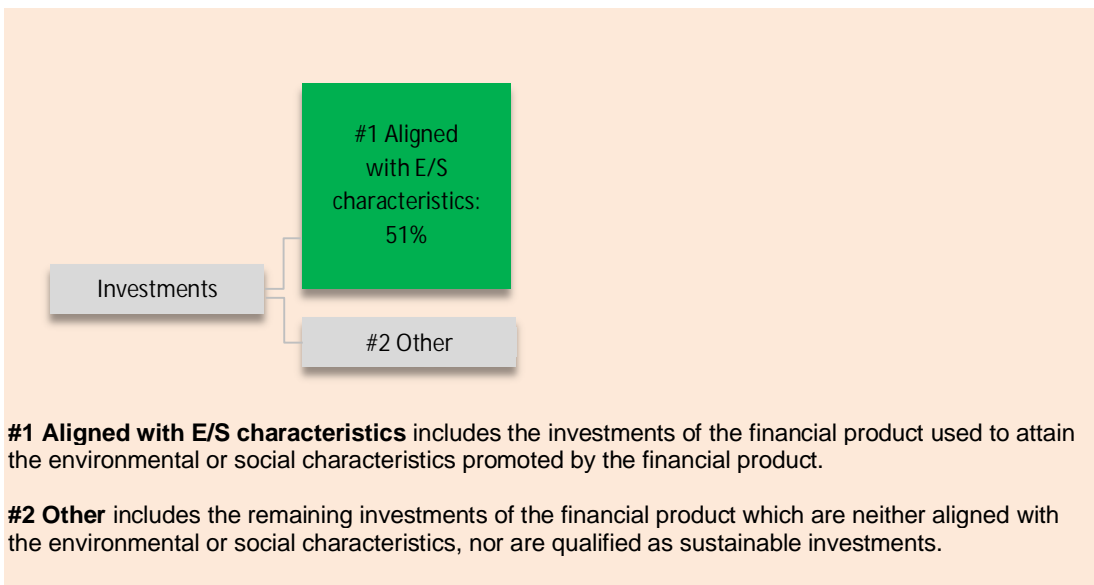 #1 Aligned
with E/S
characteristics:
51%
Investments
#2 Other
#1 Aligned with E/S characteristics includes the investments of the financial product used to attain
the environmental or social characteristics promoted by the financial product.
#2 Other includes the remaining investments of the financial product which are neither aligned with
the environmental or social characteristics, nor are qualified as sustainable investments.